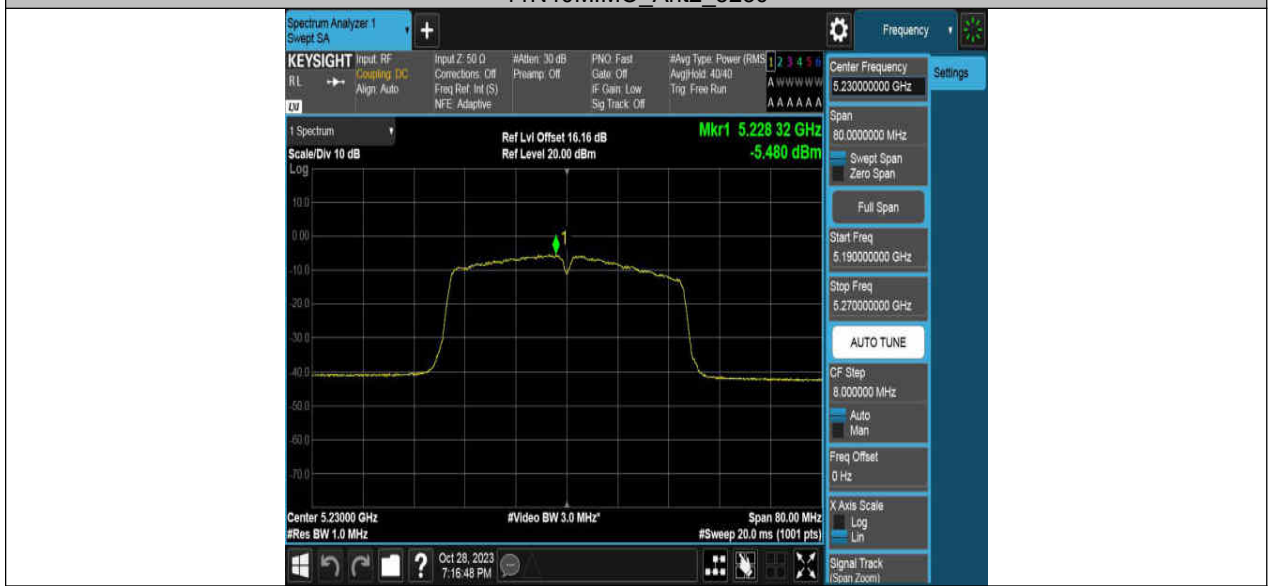 Spectrum Analyzer 1
Swept SA
+
Frequency
KEYSIGHT
RL
Input: RF
Coupling: DC
Align: Auto
Input Z: 50 Ω
Corrections: Off
Freq Ref: Int (S)
NFE: Adaptive
#Atten: 30 dB
Preamp: Off
PNO: Fast
Gate: Off
IF Gain: Low
Sig Track: Off
#Avg Type: Power (RMS
Avg|Hold: 40/40
Trig: Free Run
1 2 3 4 5 6
A W W W W W
A A A A A A
Center Frequency
5.230000000 GHz
Settings
Span
80.0000000 MHz
Swept Span
Zero Span
Full Span
Start Freq
5.190000000 GHz
Stop Freq
5.270000000 GHz
AUTO TUNE
CF Step
8.000000 MHz
Auto
Man
Freq Offset
0 Hz
X Axis Scale
Log
Lin
Signal Track
(Span Zoom)
1 Spectrum
Scale/Div 10 dB
Log
Ref Lvl Offset 16.16 dB
Ref Level 20.00 dBm
Mkr1 5.228 32 GHz
-5.480 dBm
10.0
0.00
-10.0
-20.0
-30.0
-40.0
-50.0
-60.0
-70.0
1
Center 5.23000 GHz
#Res BW 1.0 MHz
#Video BW 3.0 MHz*
Span 80.00 MHz
#Sweep 20.0 ms (1001 pts)
?
Oct 28, 2023
7:16:48 PM